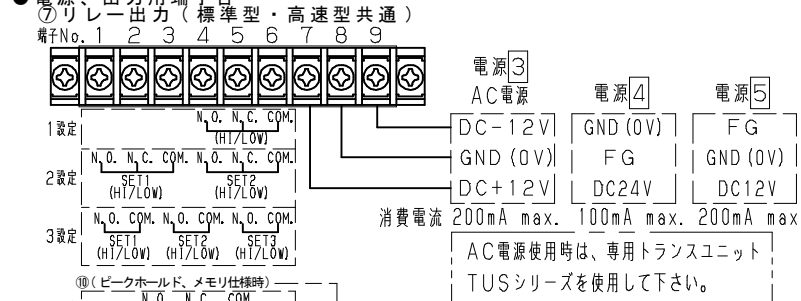 ● 電源、出力用端子台
⑦リレー出力(標準型・高速型共通)
端子No. 1 2 3 4 5 6 7 8 9
電源3 AC電源
電源4
電源5
DC-12V GND(0V) FG
GND(0V) FG GND(0V)
DC+12V DC24V DC12V
消費電流 200mA max. 100mA max. 200mA max
1設定 N.O. N.C. COM.
(HI/LOW)
2設定 N.O. N.C. COM. N.O. N.C. COM.
SET1 SET2
(HI/LOW) (HI/LOW)
3設定 N.O. COM. N.O. COM. N.O. COM.
SET1 SET2 SET3
(HI/LOW) (HI/LOW) (HI/LOW)
AC電源使用時は、専用トランスユニット
TUSシリーズを使用して下さい。
⑩(ピークホールド、メモリ仕様時)
N.O. N.C. COM.